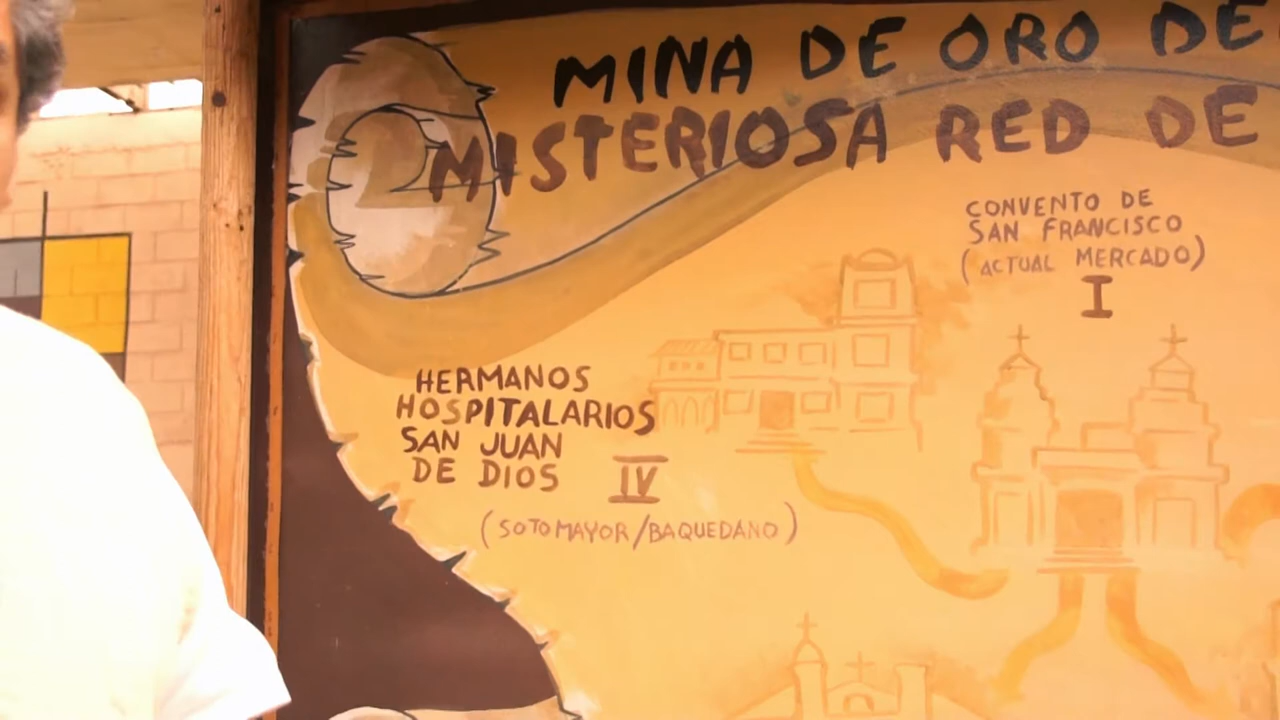 MINA DE ORO DE
MISTERIOSA RED DE
CONVENTO DE
SAN FRANCISCO
(ACTUAL MERCADO)
I
HERMANOS
HOSPITALARIOS
SAN JUAN
DE DIOS IV
(SOTOMAYOR/BAQUEDANO)